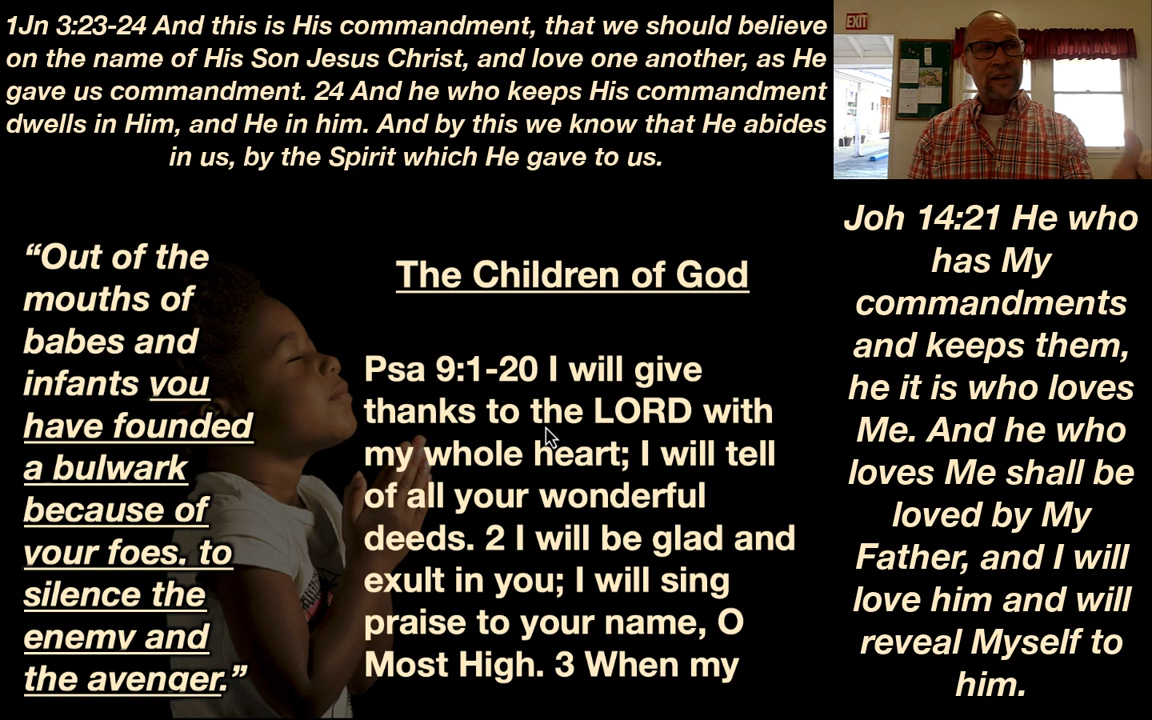 1Jn 3:23-24 And this is His commandment, that we should believe
on the name of His Son Jesus Christ, and love one another, as He
gave us commandment. 24 And he who keeps His commandment
dwells in Him, and He in him. And by this we know that He abides
in us, by the Spirit which He gave to us.
EXIT
“Out of the
mouths of
babes and
infants you
have founded
a bulwark
because of
your foes, to
silence the
enemy and
the avenger.”
The Children of God
Psa 9:1-20 I will give
thanks to the LORD with
my whole heart; I will tell
of all your wonderful
deeds. 2 I will be glad and
exult in you; I will sing
praise to your name, O
Most High. 3 When my
Joh 14:21 He who
has My
commandments
and keeps them,
he it is who loves
Me. And he who
loves Me shall be
loved by My
Father, and I will
love him and will
reveal Myself to
him.